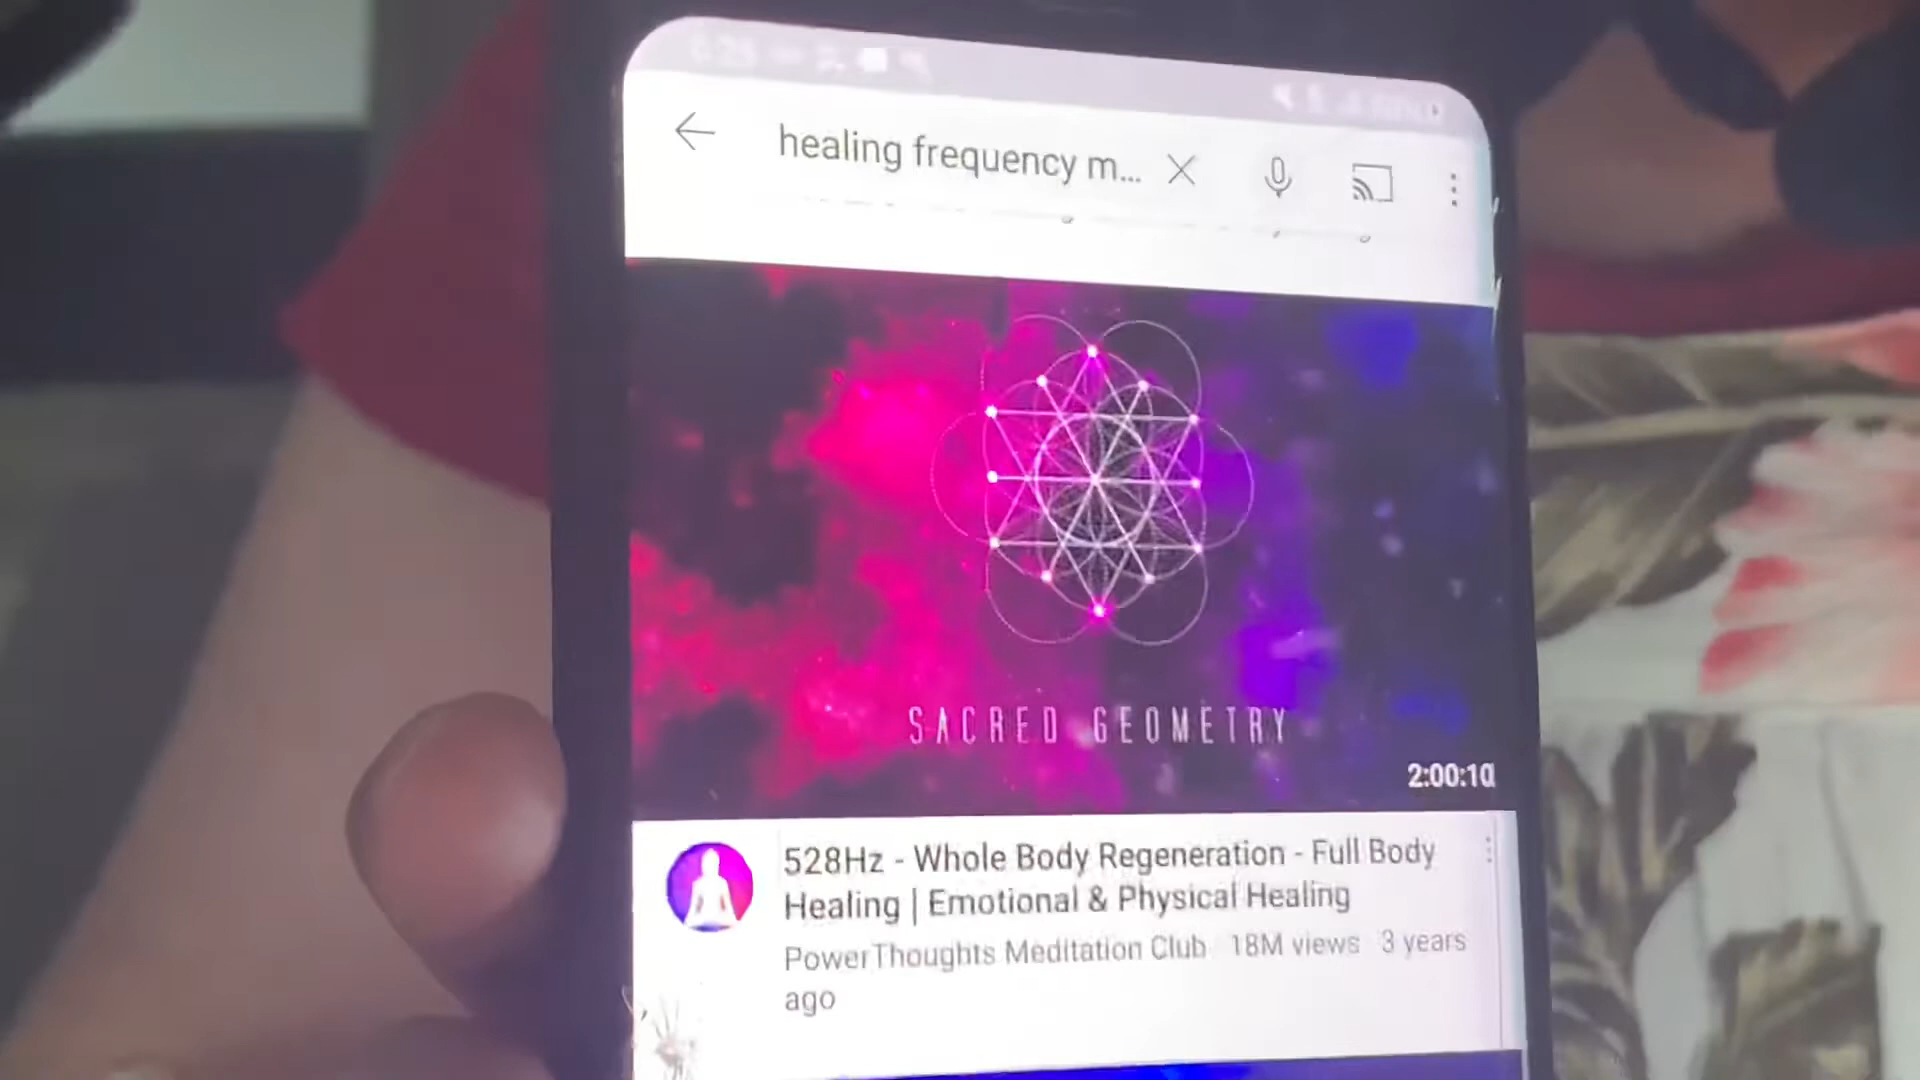 healing frequency m...
SACRED GEOMETRY
2:00:10
528Hz - Whole Body Regeneration - Full Body
Healing | Emotional & Physical Healing
PowerThoughts Meditation Club 18M views 3 years
ago